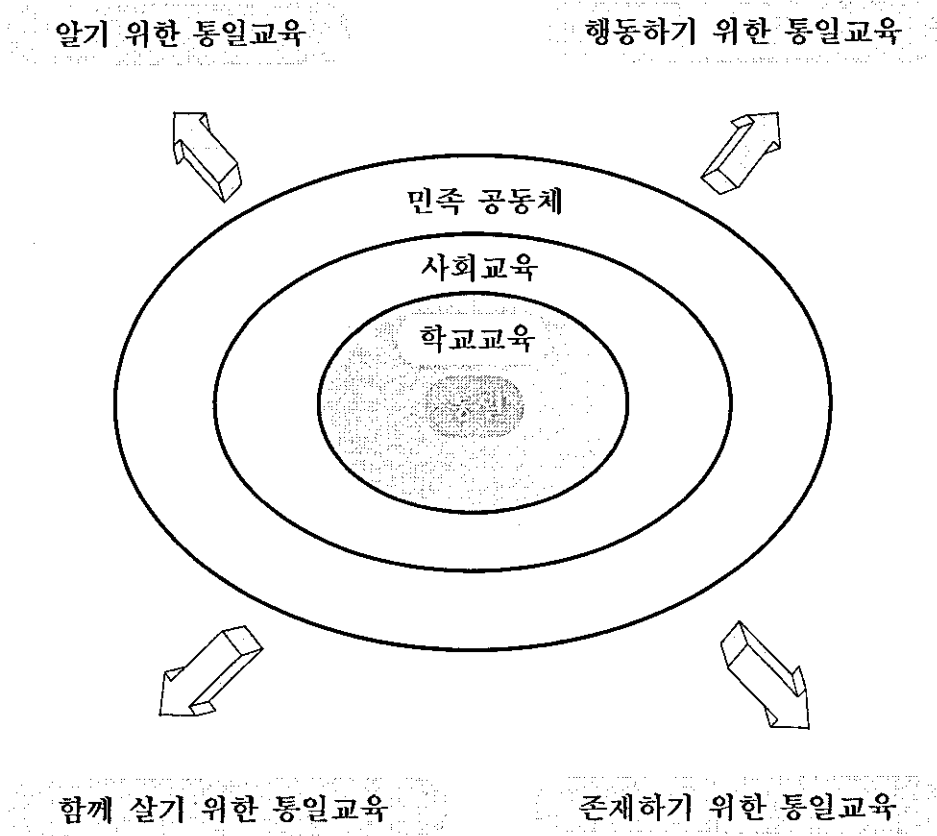 알기 위한 통일교육
행동하기 위한 통일교육
민족 공동체
사회교육
학교교육
함께 살기 위한 통일교육
존재하기 위한 통일교육